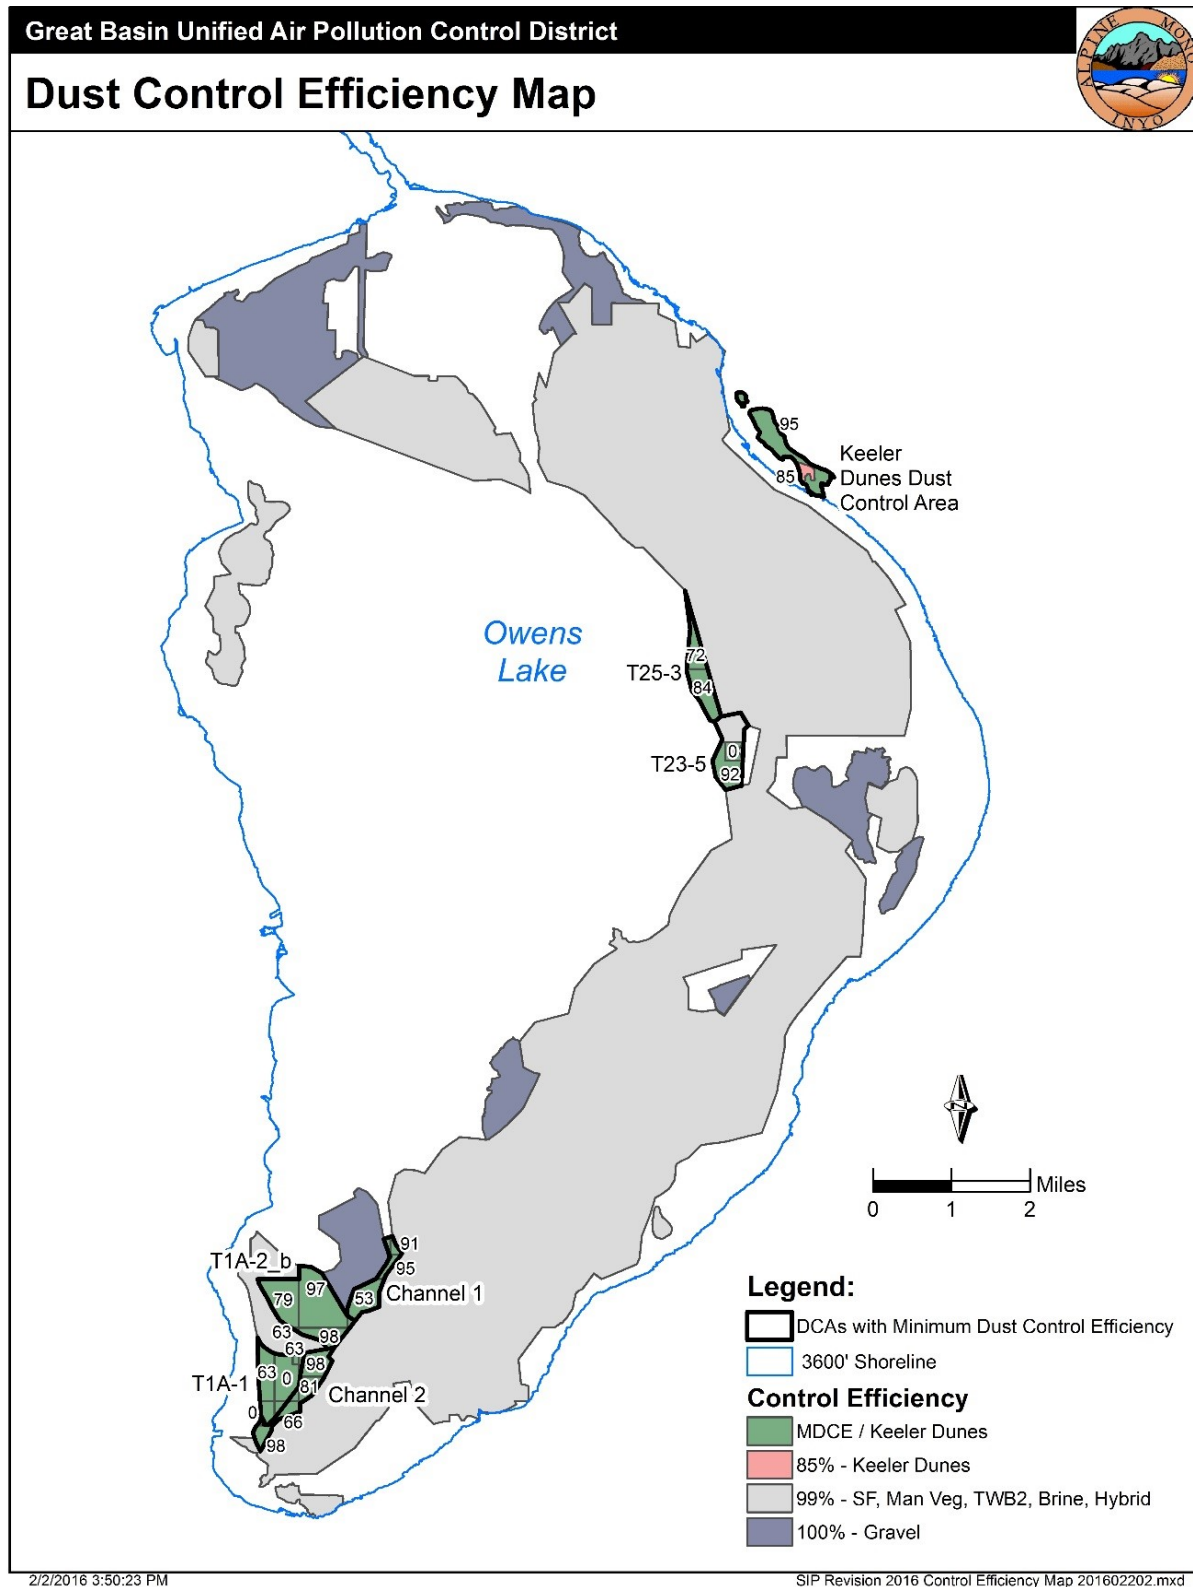 Great Basin Unified Air Pollution Control District
Dust Control Efficiency Map
ALPINE MONO
INYO
95
Keeler
85
Dunes Dust
Control Area
Owens
Lake
72
T25-3
84
T23-5
0
92
N
Miles
0 1 2
91
T1A-2_b
95
97
79
53
Channel 1
63
98
63
98
63
0
T1A-1
81
Channel 2
0
66
98
Legend:
DCAs with Minimum Dust Control Efficiency
3600' Shoreline
Control Efficiency
MDCE / Keeler Dunes
85% - Keeler Dunes
99% - SF, Man Veg, TWB2, Brine, Hybrid
100% - Gravel
2/2/2016 3:50:23 PM
SIP Revision 2016 Control Efficiency Map 201602202.mxd